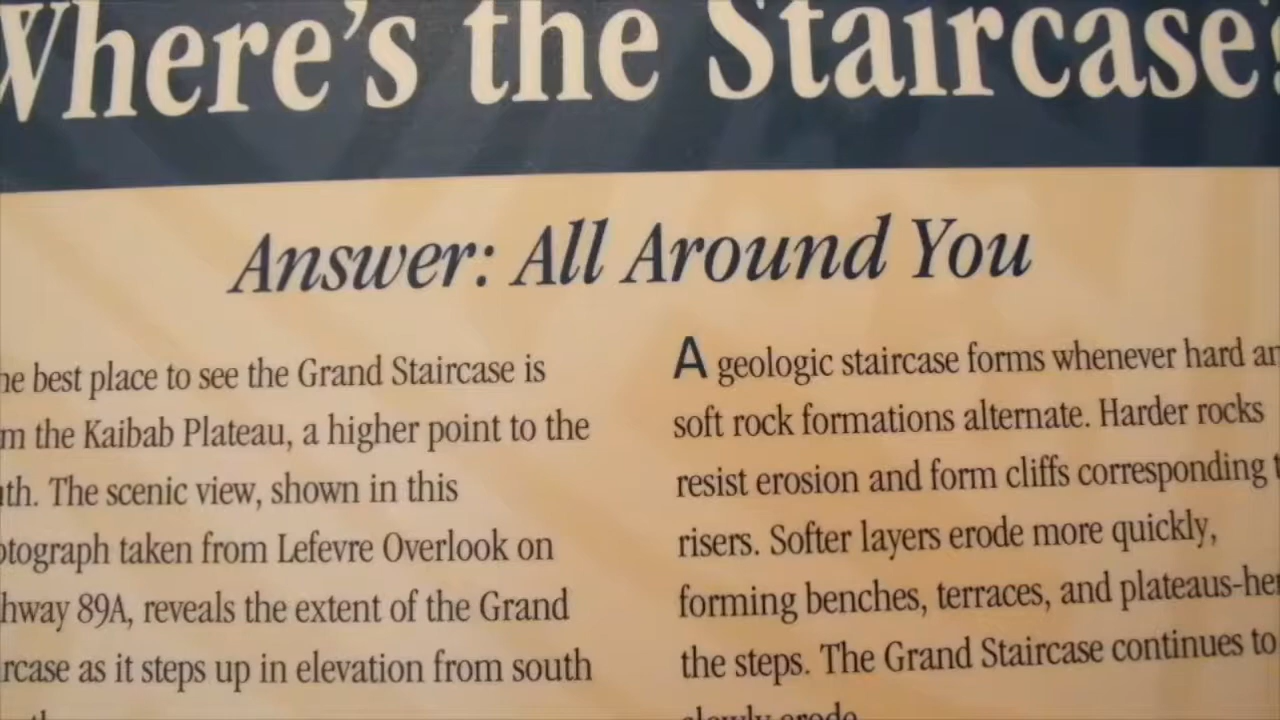 Where's the Staircase?
Answer: All Around You
he best place to see the Grand Staircase is
m the Kaibab Plateau, a higher point to the
th. The scenic view, shown in this
otograph taken from Lefevre Overlook on
hway 89A, reveals the extent of the Grand
rcase as it steps up in elevation from south
A geologic staircase forms whenever hard an
soft rock formations alternate. Harder rocks
resist erosion and form cliffs corresponding t
risers. Softer layers erode more quickly,
forming benches, terraces, and plateaus-her
the steps. The Grand Staircase continues to
slowly erode.